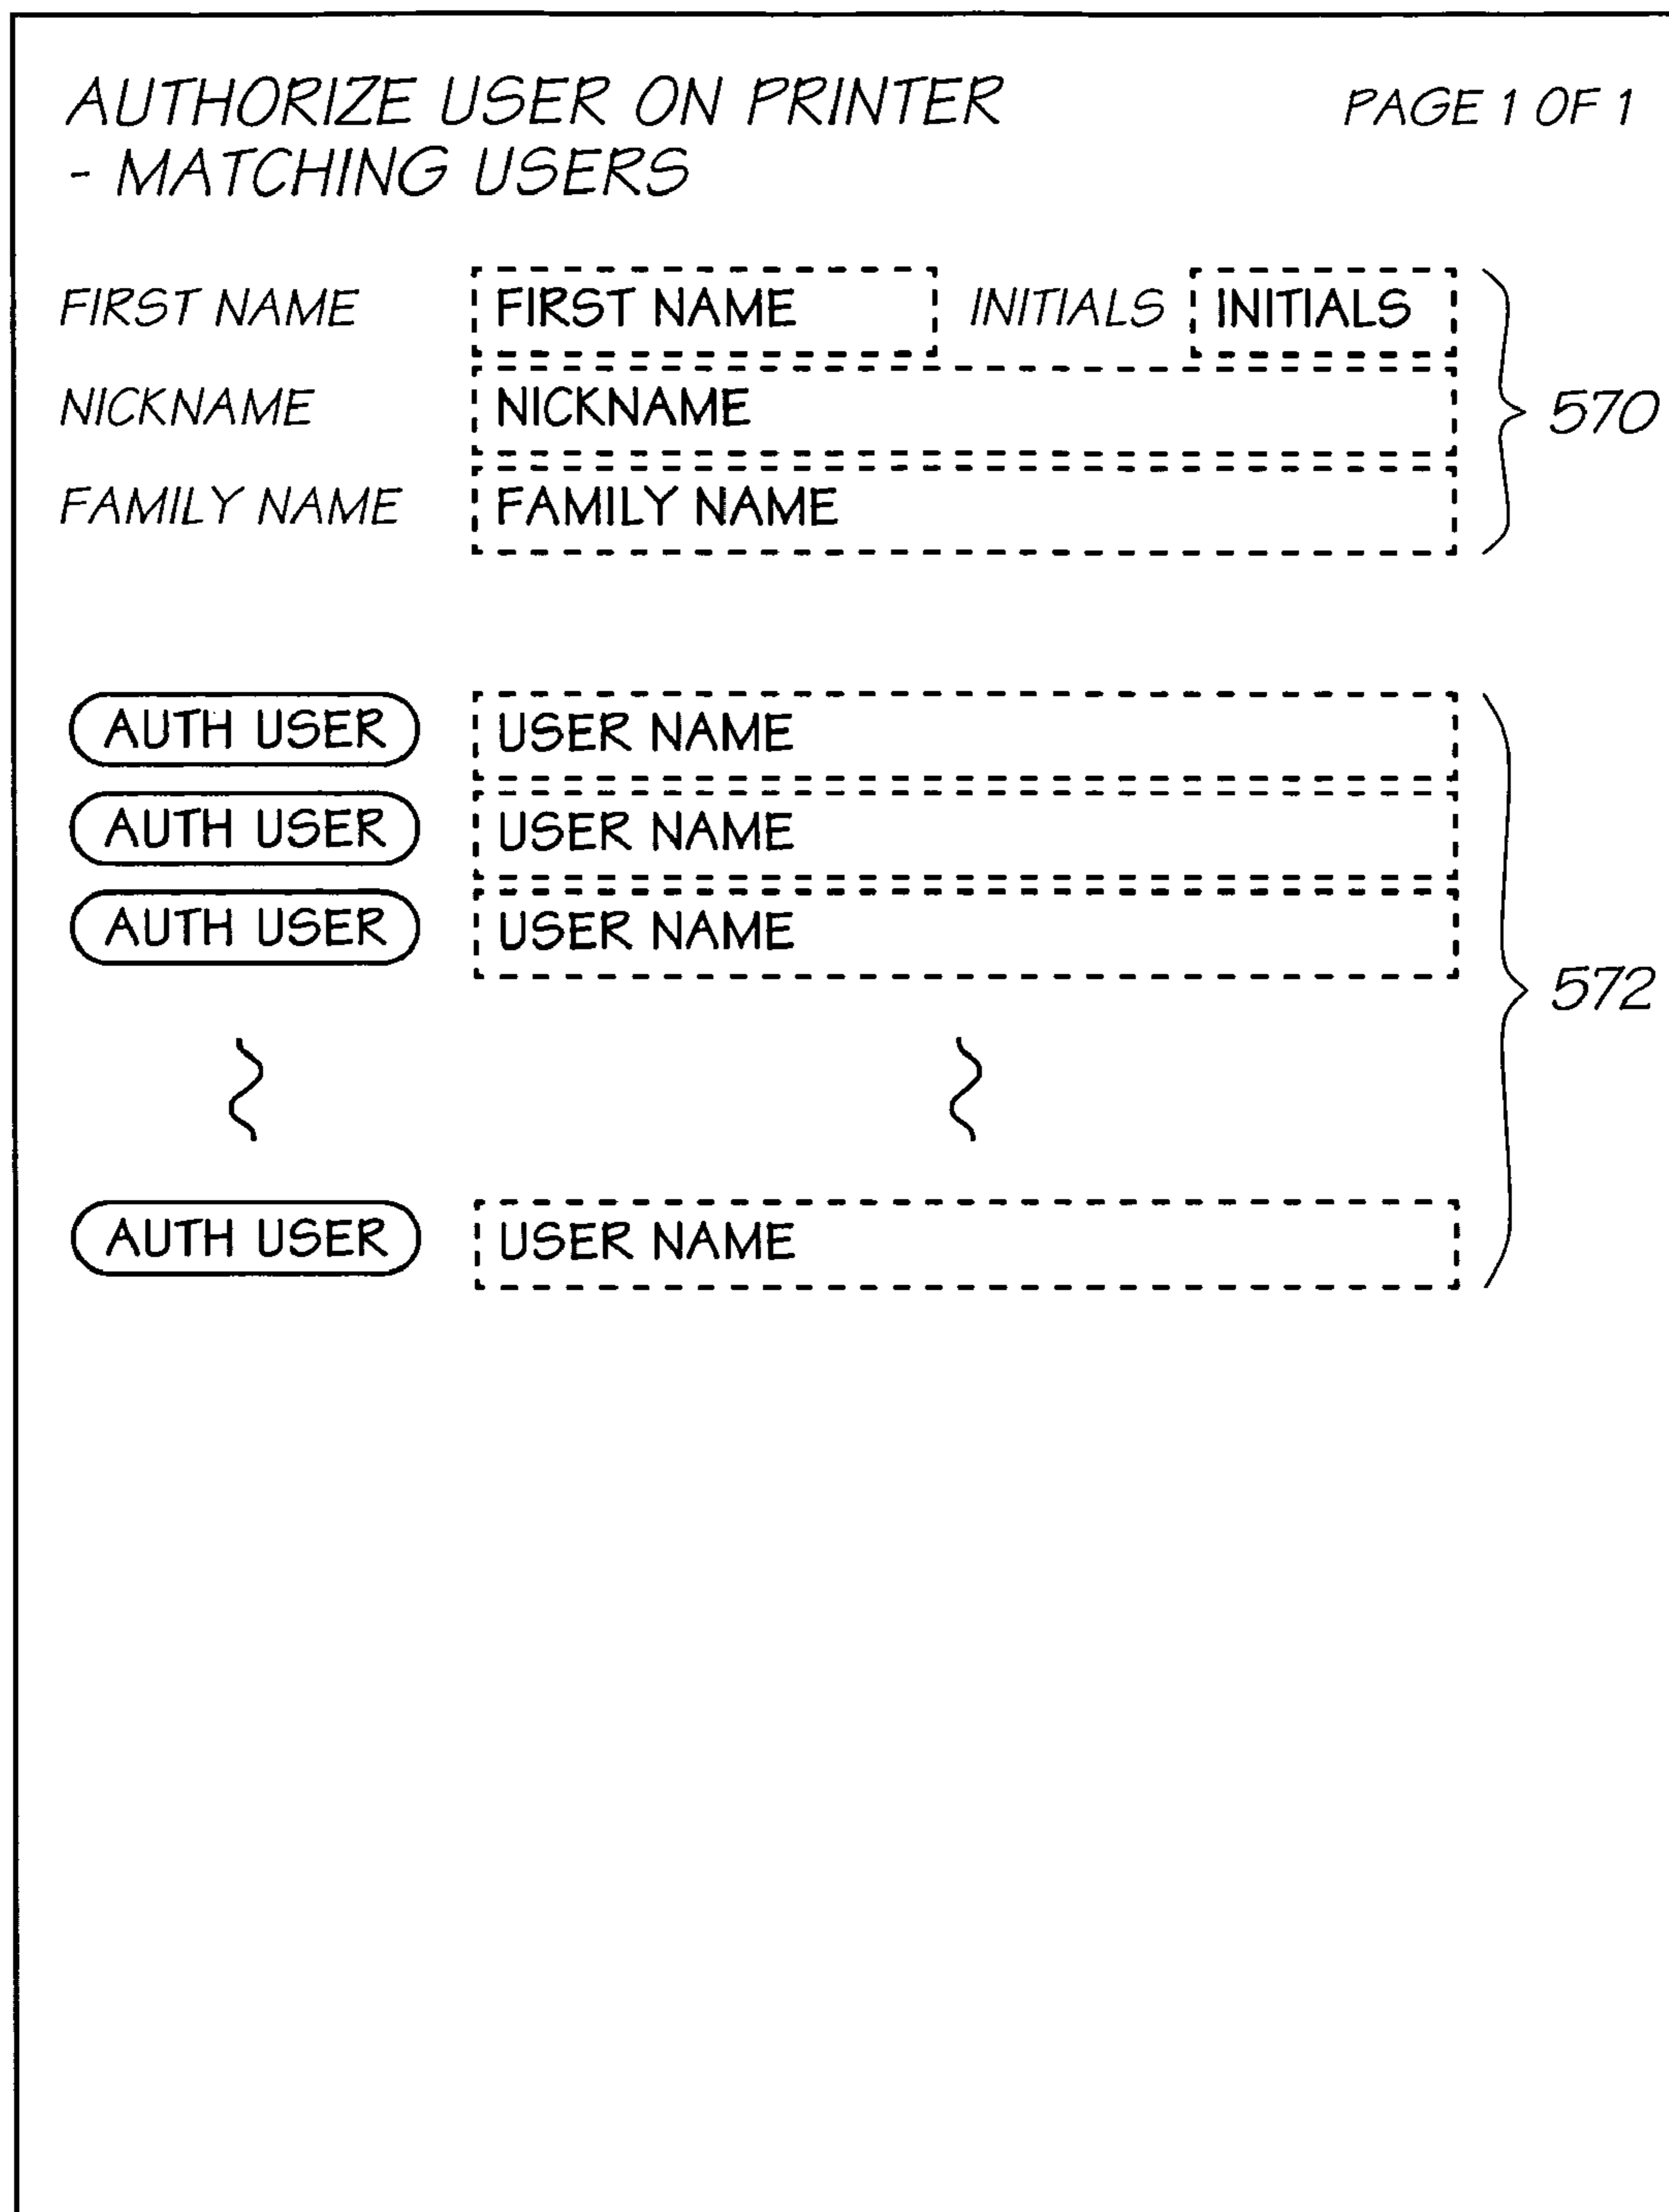 AUTHORIZE USER ON PRINTER PAGE 1 OF 1
- MATCHING USERS
FIRST NAME FIRST NAME INITIALS INITIALS
NICKNAME NICKNAME
570
FAMILY NAME FAMILY NAME
AUTH USER USER NAME
AUTH USER USER NAME
AUTH USER USER NAME
572
AUTH USER USER NAME